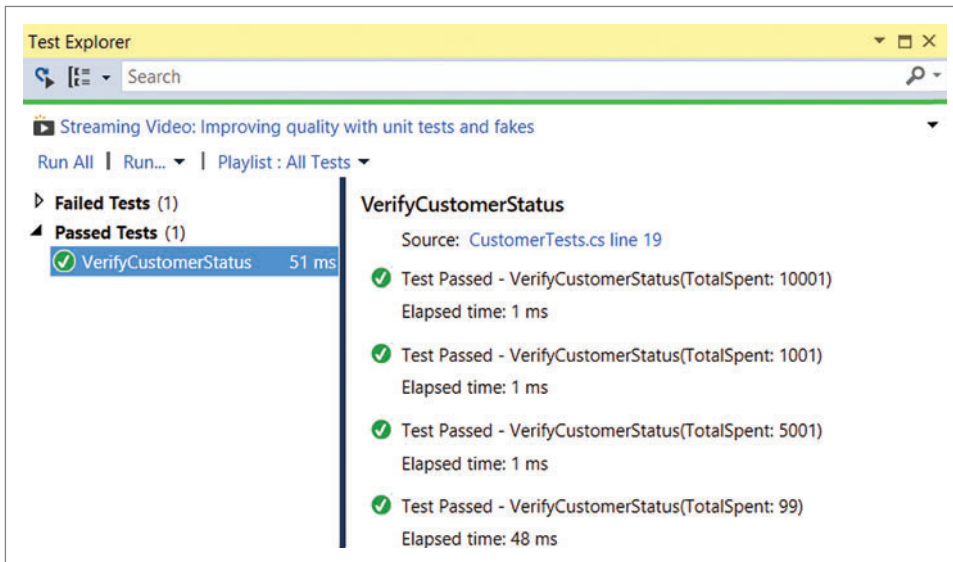 Test Explorer
Search
Streaming Video: Improving quality with unit tests and fakes
Run All | Run... | Playlist : All Tests
Failed Tests (1)
Passed Tests (1)
VerifyCustomerStatus 51 ms
VerifyCustomerStatus
Source: CustomerTests.cs line 19
Test Passed - VerifyCustomerStatus(TotalSpent: 10001)
Elapsed time: 1 ms
Test Passed - VerifyCustomerStatus(TotalSpent: 1001)
Elapsed time: 1 ms
Test Passed - VerifyCustomerStatus(TotalSpent: 5001)
Elapsed time: 1 ms
Test Passed - VerifyCustomerStatus(TotalSpent: 99)
Elapsed time: 48 ms